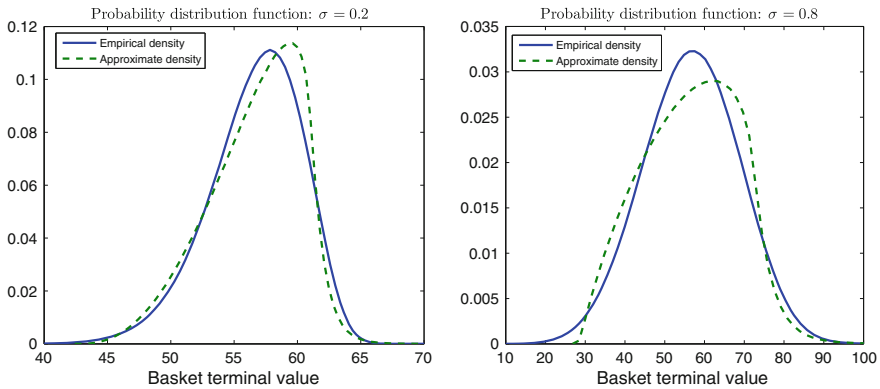 Probability distribution function: σ = 0.2
0.12
0.1
0.08
0.06
0.04
0.02
0
Empirical density
Approximate density
40 45 50 55 60 65 70
Basket terminal value
Probability distribution function: σ = 0.8
0.035
0.03
0.025
0.02
0.015
0.01
0.005
0
Empirical density
Approximate density
10 20 30 40 50 60 70 80 90 100
Basket terminal value